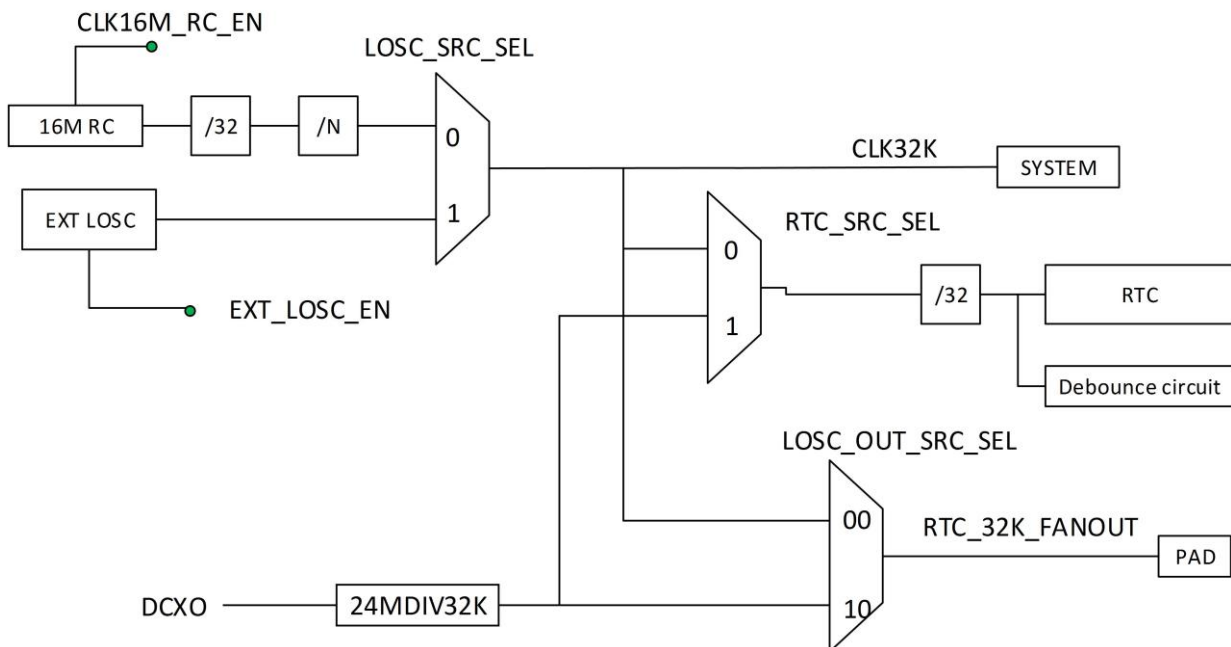 CLK16M_RC_EN
LOSC_SRC_SEL
16M RC
/32
/N
0
CLK32K
SYSTEM
EXT LOSC
1
RTC_SRC_SEL
0
EXT_LOSC_EN
1
/32
RTC
Debounce circuit
LOSC_OUT_SRC_SEL
00
RTC_32K_FANOUT
PAD
DCXO
24MDIV32K
10